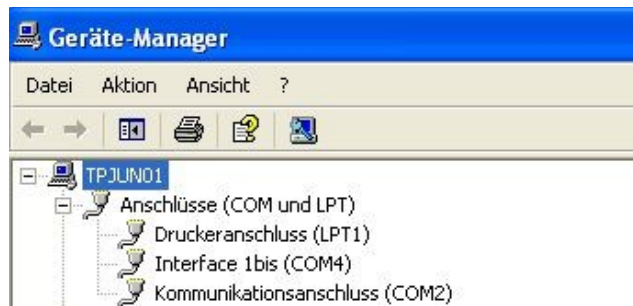 Geräte-Manager
Datei Aktion Ansicht ?
TPJUN01
Anschlüsse (COM und LPT)
Druckeranschluss (LPT1)
Interface 1bis (COM4)
Kommunikationsanschluss (COM2)